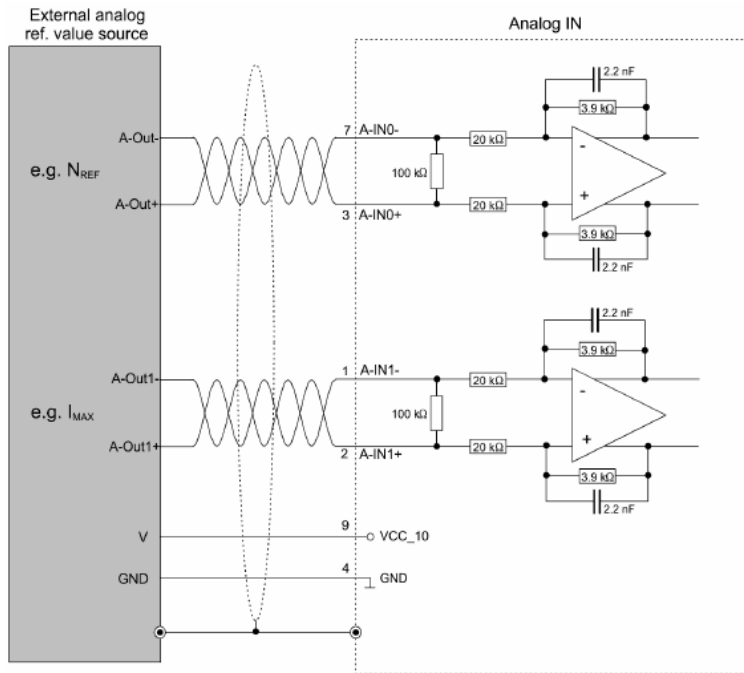 External analog
ref. value source
Analog IN
2.2 nF
3.9 kΩ
A-Out-
7
A-IN0-
20 kΩ
-
e.g. NREF
100 kΩ
A-Out+
3
A-IN0+
20 kΩ
+
3.9 kΩ
2.2 nF
2.2 nF
3.9 kΩ
A-Out1-
1
A-IN1-
20 kΩ
-
e.g. IMAX
100 kΩ
A-Out1+
2
A-IN1+
20 kΩ
+
3.9 kΩ
2.2 nF
V
9
VCC_10
GND
4
GND